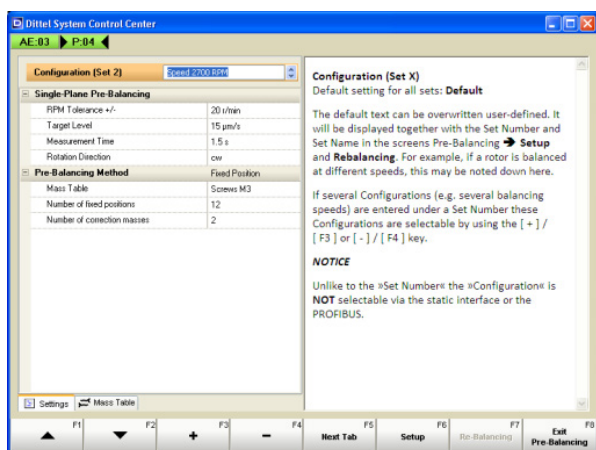 Dittel System Control Center
AE:03 P:04
Configuration (Set 2) Speed 2700 RPM
Single-Plane Pre-Balancing
RPM Tolerance +/- 20 r/min
Target Level 15 µm/s
Measurement Time 1.5 s
Rotation Direction cw
Pre-Balancing Method Fixed Position
Mass Table Screws M3
Number of fixed positions 12
Number of correction masses 2
Settings Mass Table
Configuration (Set X)
Default setting for all sets: Default
The default text can be overwritten user-defined. It
will be displayed together with the Set Number and
Set Name in the screens Pre-Balancing ➔ Setup
and Rebalancing. For example, if a rotor is balanced
at different speeds, this may be noted down here.
If several Configurations (e.g. several balancing
speeds) are entered under a Set Number these
Configurations are selectable by using the [ + ] /
[ F3 ] or [ - ] / [ F4 ] key.
NOTICE
Unlike to the »Set Number« the »Configuration« is
NOT selectable via the static interface or the
PROFIBUS.
F1 F2 F3 F4 F5 F6 F7 F8
+ - Next Tab Setup Re-Balancing Exit
Pre-Balancing